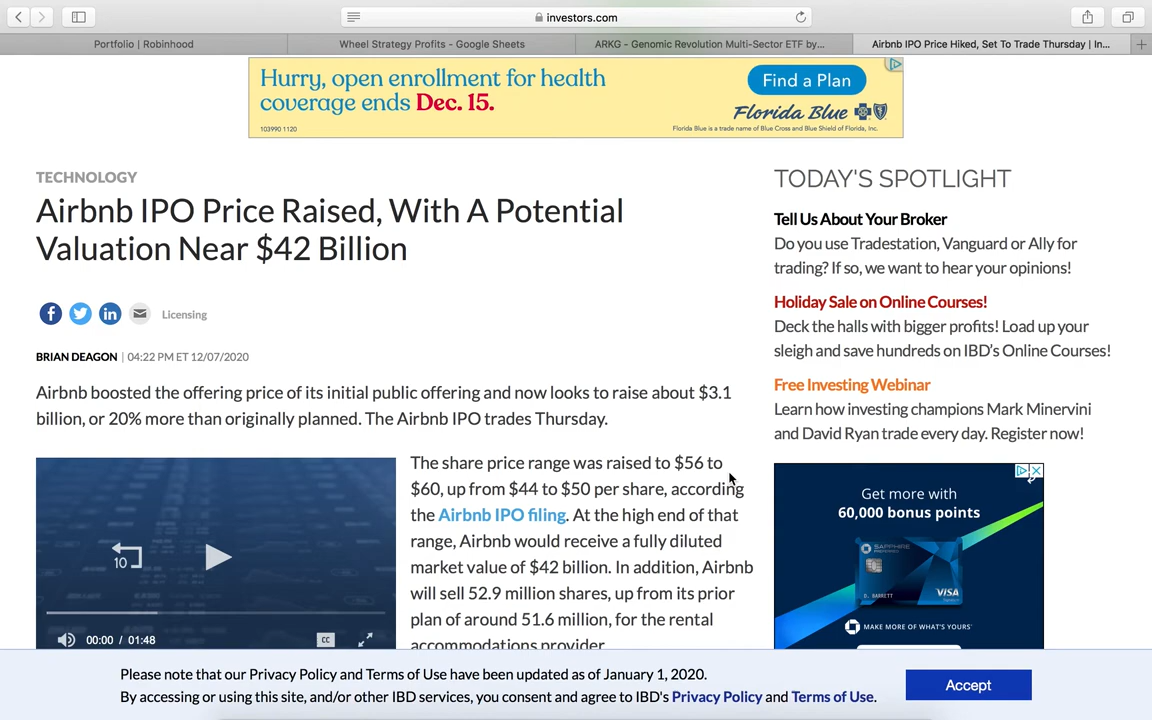 investors.com
Portfolio | Robinhood
Wheel Strategy Profits - Google Sheets
ARKG - Genomic Revolution Multi-Sector ETF by...
Airbnb IPO Price Hiked, Set To Trade Thursday | In...
Hurry, open enrollment for health
coverage ends Dec. 15.
103990 1120
Find a Plan
Florida Blue
Florida Blue is a trade name of Blue Cross and Blue Shield of Florida, Inc.
TECHNOLOGY
Airbnb IPO Price Raised, With A Potential
Valuation Near $42 Billion
Licensing
BRIAN DEAGON | 04:22 PM ET 12/07/2020
Airbnb boosted the offering price of its initial public offering and now looks to raise about $3.1
billion, or 20% more than originally planned. The Airbnb IPO trades Thursday.
10
00:00 / 01:48
CC
The share price range was raised to $56 to
$60, up from $44 to $50 per share, according
the Airbnb IPO filing. At the high end of that
range, Airbnb would receive a fully diluted
market value of $42 billion. In addition, Airbnb
will sell 52.9 million shares, up from its prior
plan of around 51.6 million, for the rental
accommodations provider.
TODAY'S SPOTLIGHT
Tell Us About Your Broker
Do you use Tradestation, Vanguard or Ally for
trading? If so, we want to hear your opinions!
Holiday Sale on Online Courses!
Deck the halls with bigger profits! Load up your
sleigh and save hundreds on IBD's Online Courses!
Free Investing Webinar
Learn how investing champions Mark Minervini
and David Ryan trade every day. Register now!
Get more with
60,000 bonus points
SAPPHIRE
PREFERRED
D. BARRETT
VISA
MAKE MORE OF WHAT'S YOURS
Please note that our Privacy Policy and Terms of Use have been updated as of January 1, 2020.
By accessing or using this site, and/or other IBD services, you consent and agree to IBD's Privacy Policy and Terms of Use.
Accept